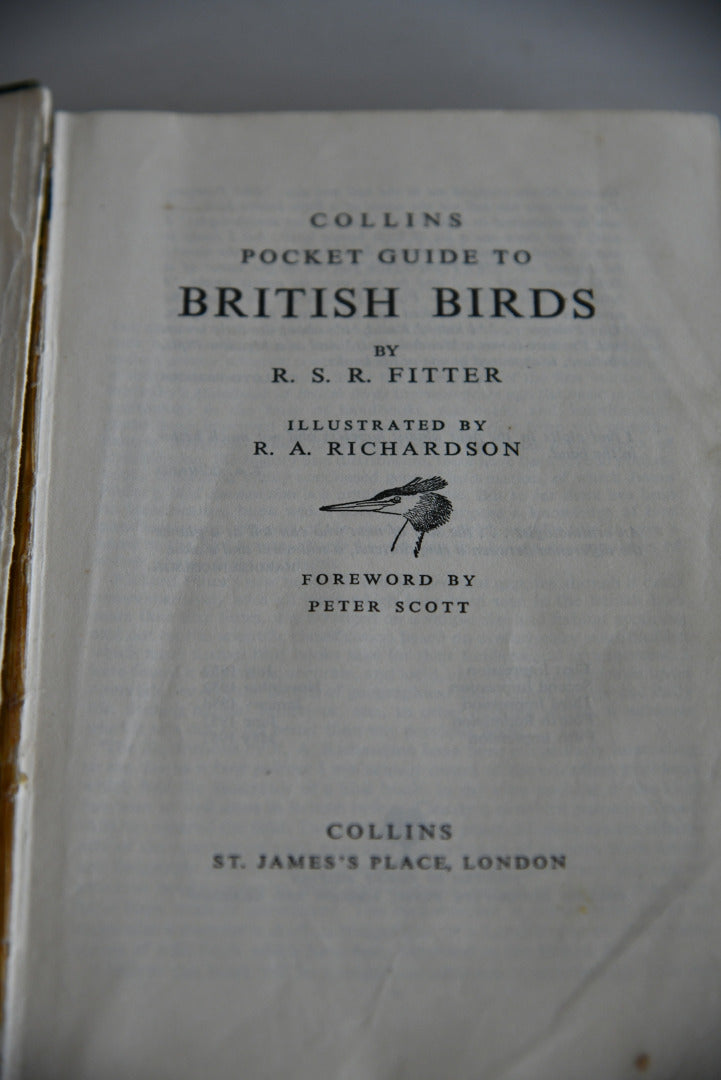 COLLINS
POCKET GUIDE TO
BRITISH BIRDS
BY
R. S. R. FITTER
ILLUSTRATED BY
R. A. RICHARDSON
FOREWORD BY
PETER SCOTT
COLLINS
ST. JAMES'S PLACE, LONDON